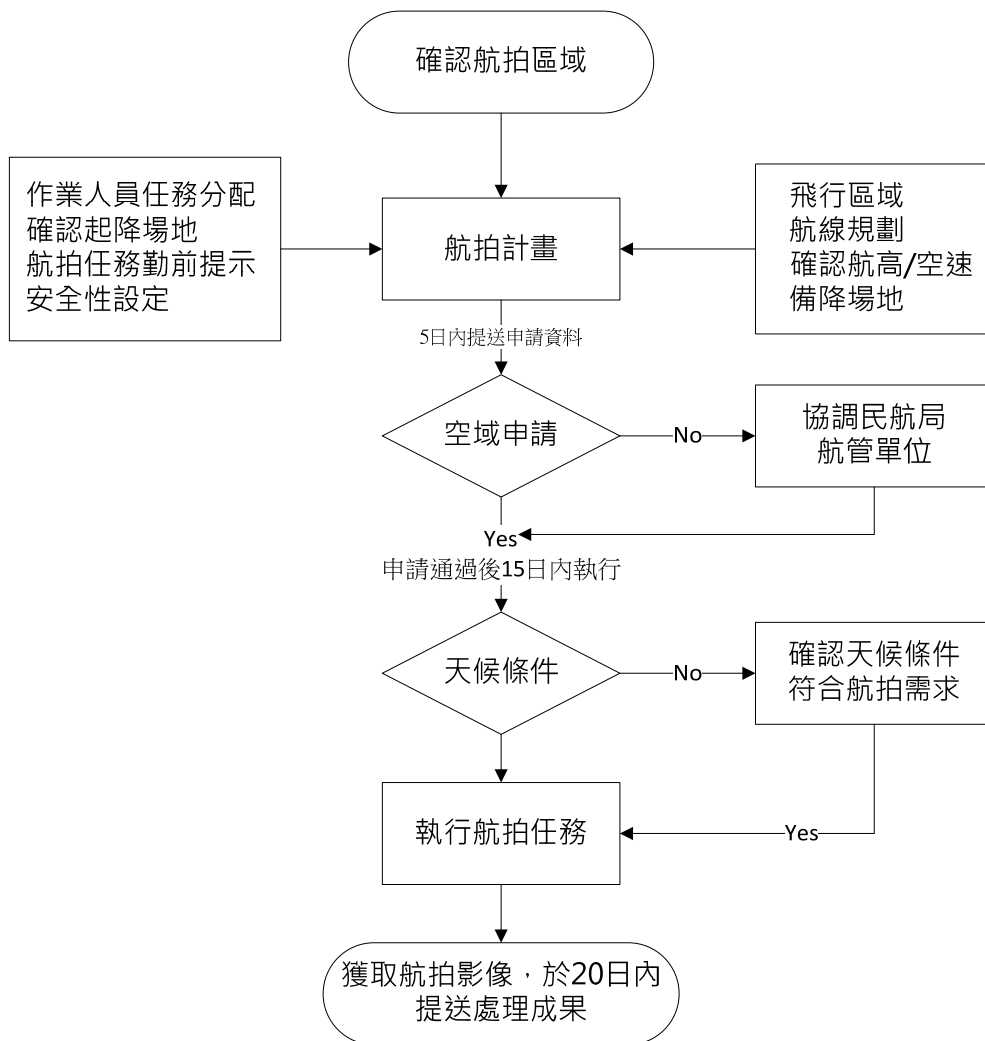 確認航拍區域
作業人員任務分配
確認起降場地
航拍任務勤前提示
安全性設定
航拍計畫
飛行區域
航線規劃
確認航高/空速
備降場地
5日內提送申請資料
空域申請
No
協調民航局
航管單位
Yes
申請通過後15日內執行
天候條件
No
確認天候條件
符合航拍需求
執行航拍任務
Yes
獲取航拍影像，於20日內
提送處理成果